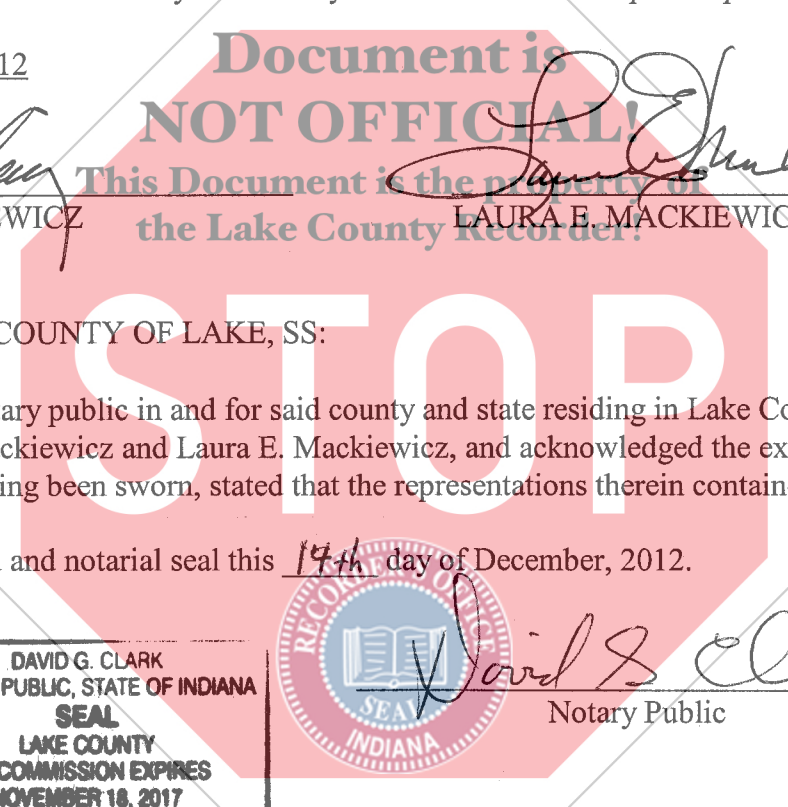 12
Document is
NOT OFFICIAL!
This Document is the property of
the Lake County Recorder!
EWICZ
LAURA E. MACKIEWIC
STOP
COUNTY OF LAKE, SS:
ary public in and for said county and state residing in Lake Co
ckiewicz and Laura E. Mackiewicz, and acknowledged the ex
ing been sworn, stated that the representations therein contain
and notarial seal this 14th day of December, 2012.
RECORDER'S OFFICE
SEAL
INDIANA
David G. Cl
Notary Public
DAVID G. CLARK
PUBLIC, STATE OF INDIANA
SEAL
LAKE COUNTY
COMMISSION EXPIRES
NOVEMBER 18, 2017